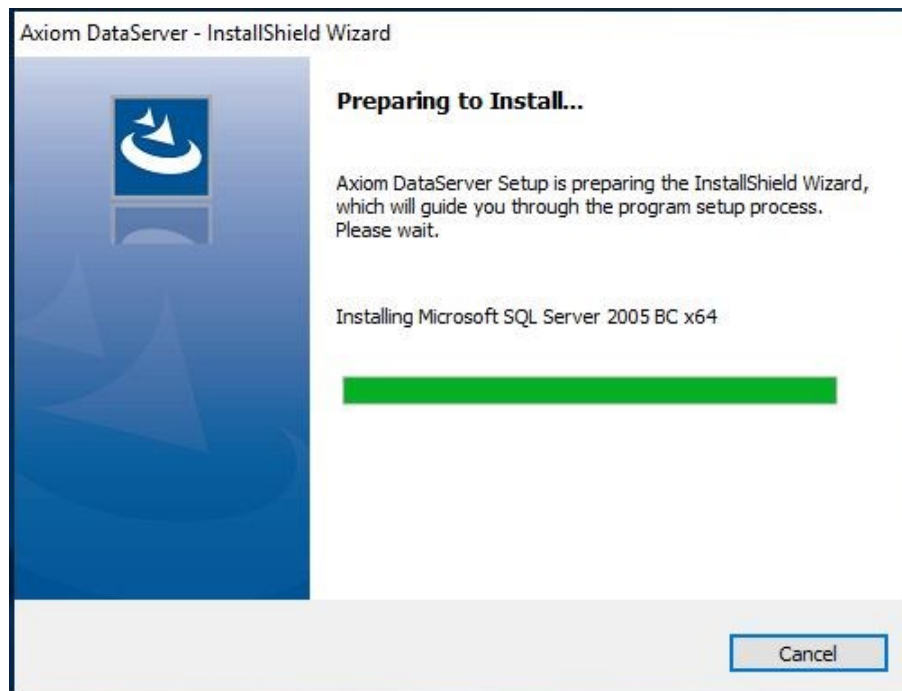 Axiom DataServer - InstallShield Wizard
Preparing to Install...
Axiom DataServer Setup is preparing the InstallShield Wizard,
which will guide you through the program setup process.
Please wait.
Installing Microsoft SQL Server 2005 BC x64
Cancel